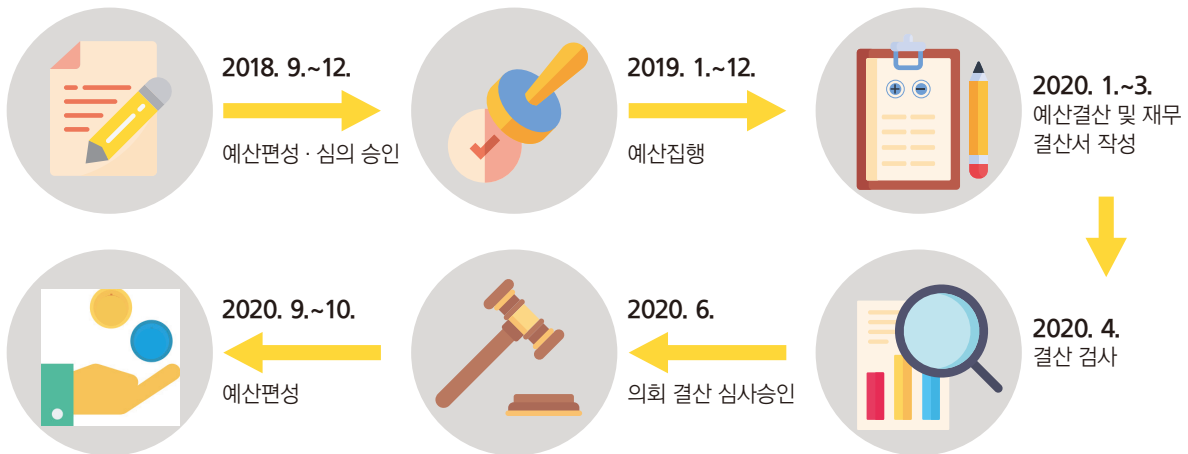 2018. 9.~12.
예산편성 · 심의 승인
2019. 1.~12.
예산집행
2020. 1.~3.
예산결산 및 재무
결산서 작성
2020. 4.
결산 검사
2020. 6.
의회 결산 심사승인
2020. 9.~10.
예산편성